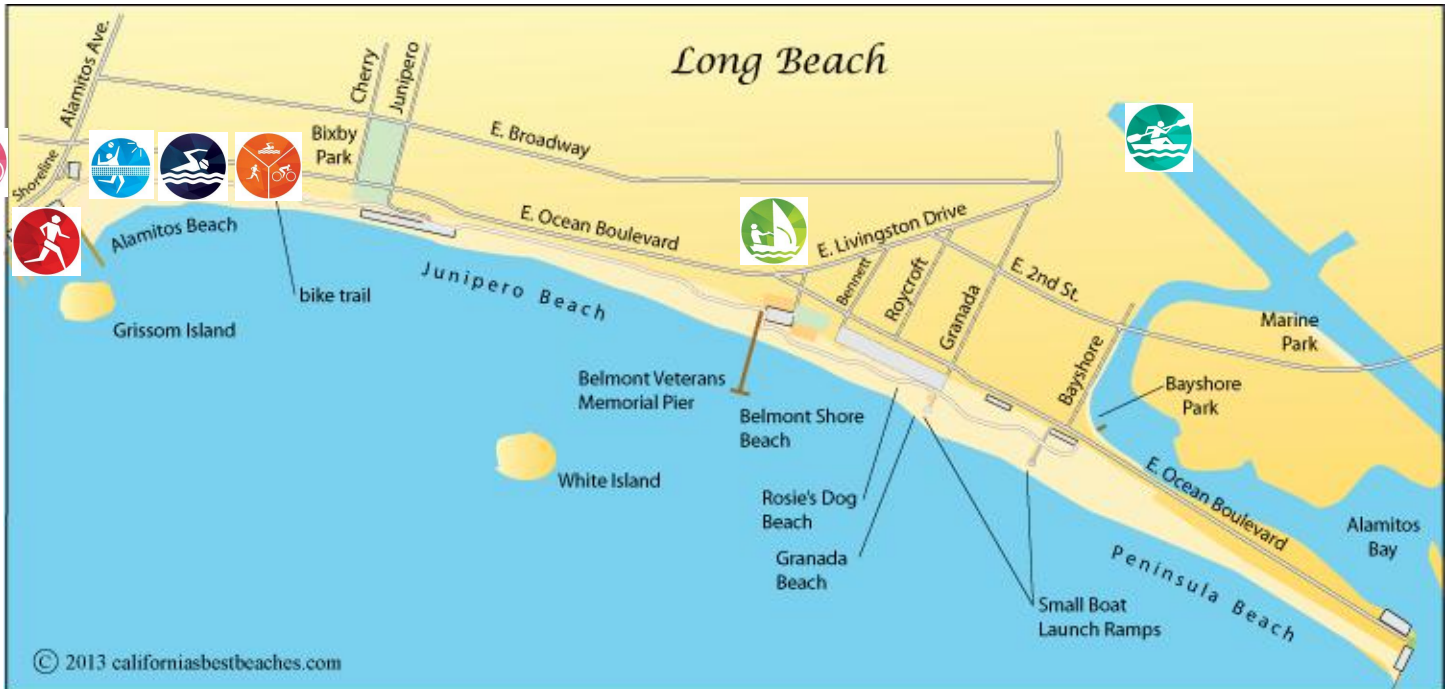 Long Beach
Alamitos Ave.
Shoreline
Cherry
Junipero
Bixby
Park
E. Broadway
E. Ocean Boulevard
E. Livingston Drive
Alamitos Beach
bike trail
Junipero Beach
Grissom Island
Bennett
Roycroft
Granada
E. 2nd St.
Bayshore
Marine
Park
Bayshore
Park
Belmont Veterans
Memorial Pier
Belmont Shore
Beach
White Island
Rosie's Dog
Beach
Granada
Beach
E. Ocean Boulevard
Alamitos
Bay
Peninsula Beach
Small Boat
Launch Ramps
© 2013 californiasbestbeaches.com